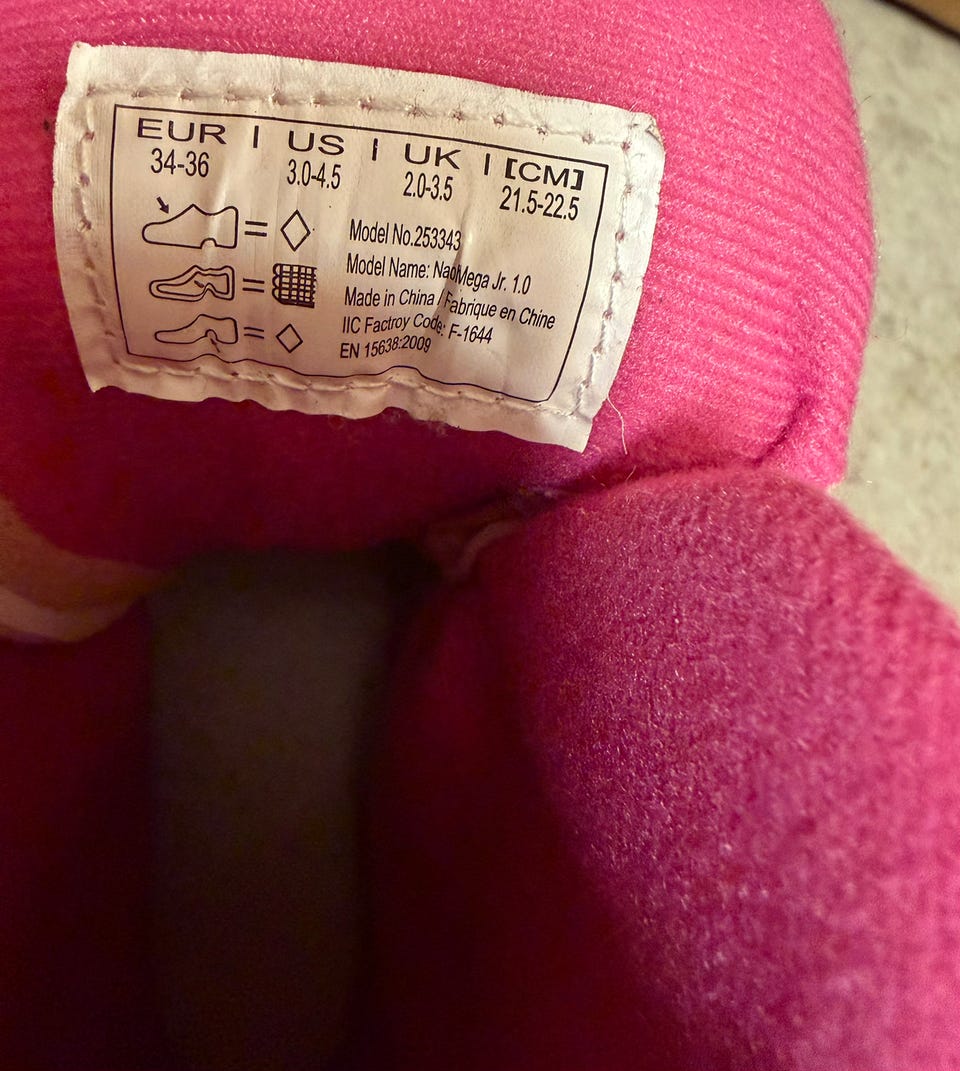 EUR | US | UK | [CM]
34-36 3.0-4.5 2.0-3.5 21.5-22.5
Model No.253343
Model Name: Mega Jr. 1.0
Made in China / Fabrique en Chine
IIC Factroy Code: F-1644
EN 15638:2009